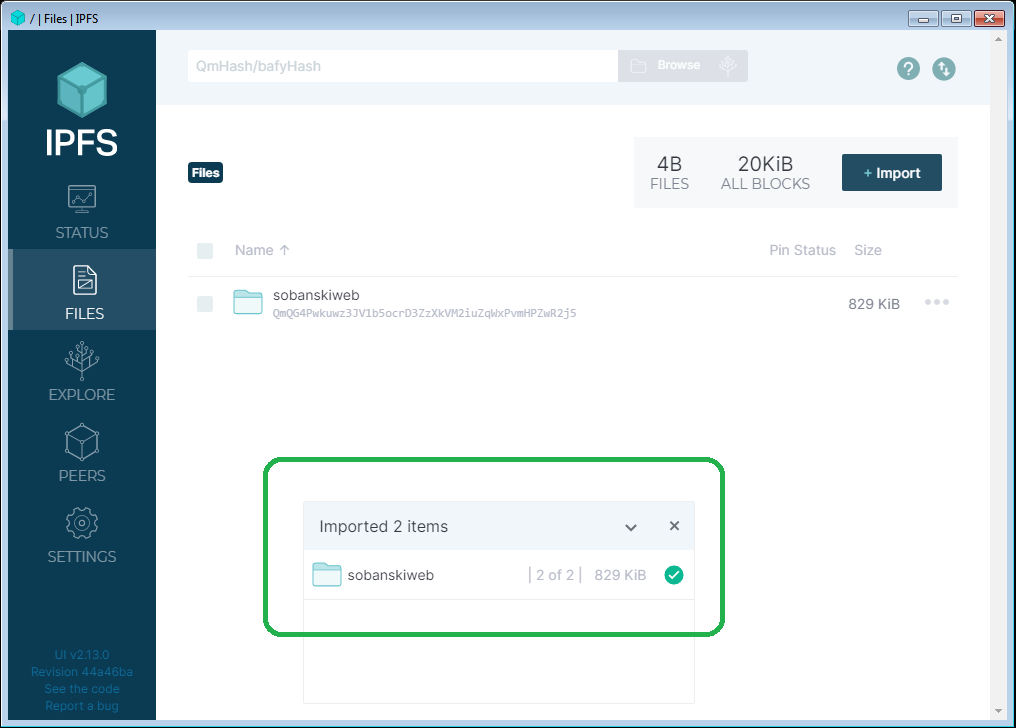 / | Files | IPFS
QmHash/bafyHash
Browse
IPFS
STATUS
FILES
EXPLORE
PEERS
SETTINGS
UI v2.13.0
Revision 44a46ba
See the code
Report a bug
Files
4B
FILES
20KiB
ALL BLOCKS
+ Import
Name ↑
Pin Status
Size
sobanskiweb
829 KiB
QmQG4Pwkuwz3JV1b5ocrD3ZzXkVM2iuZqWxPvmHPZwR2j5
Imported 2 items
sobanskiweb
| 2 of 2 |
829 KiB